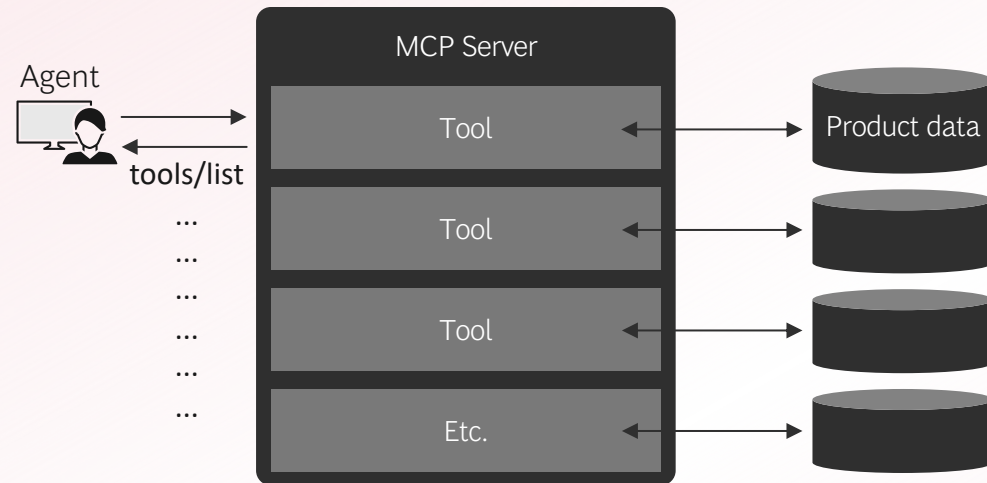 MCP Server
Agent
Tool
Product data
tools/list
...
Tool
...
...
Tool
...
...
...
Etc.